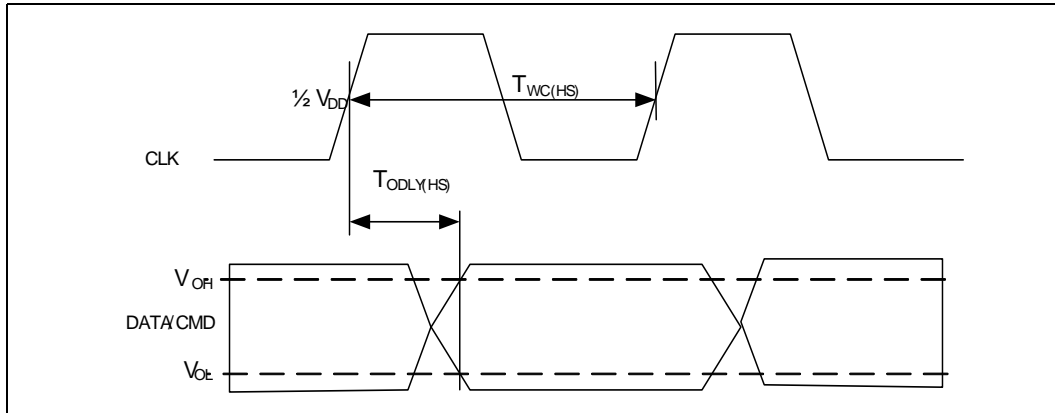 ½ VDD
TWC(HS)
CLK
TODLY(HS)
VOH
DATA/CMD
VOL